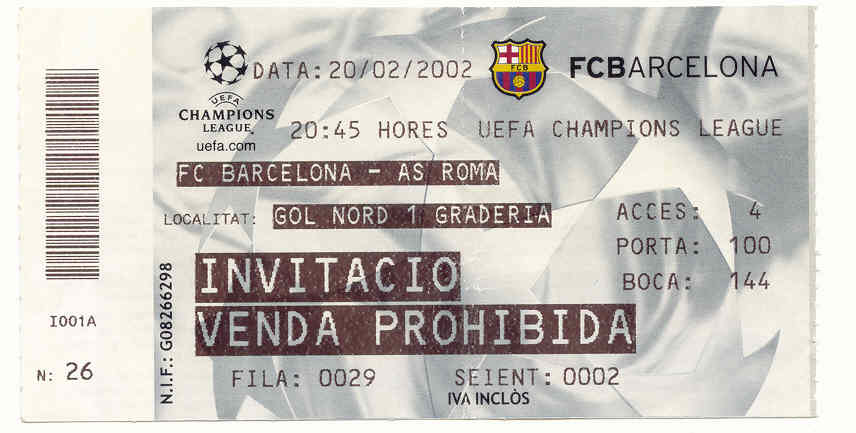 DATA: 20/02/2002
FCB
FCBARCELONA
UEFA
CHAMPIONS
LEAGUE
uefa.com
20:45 HORES UEFA CHAMPIONS LEAGUE
FC BARCELONA - AS ROMA
LOCALITAT: GOL NORD 1 GRADERIA
ACCES: 4
PORTA: 100
BOCA: 144
INVITACIO
VENDA PROHIBIDA
FILA: 0029 SEIENT: 0002
IVA INCLÒS
N.I.F.: G08266298
I001A
N: 26